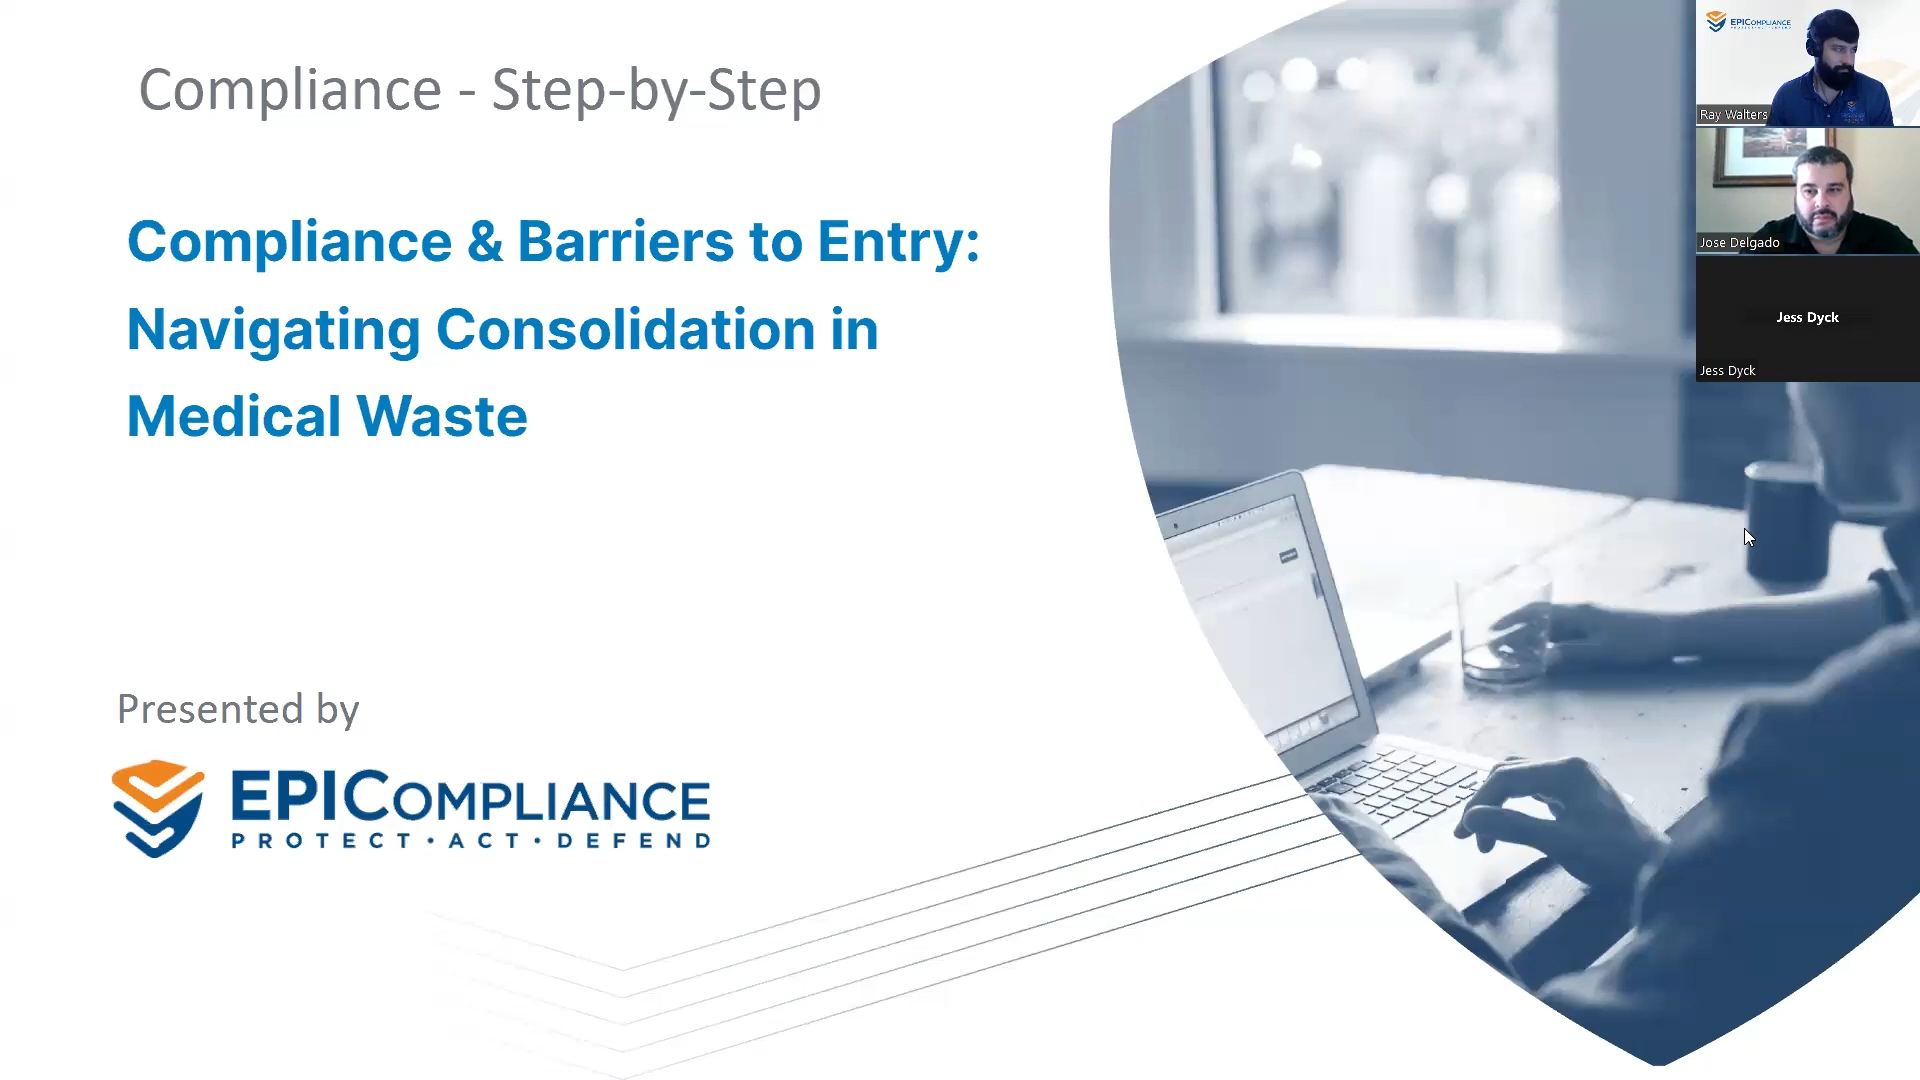 Compliance - Step-by-Step
Compliance & Barriers to Entry:
Navigating Consolidation in
Medical Waste
Presented by
EPICOMPLIANCE
PROTECT · ACT · DEFEND
EPICOMPLIANCE
Ray Walters
Jose Delgado
Jess Dyck
Jess Dyck